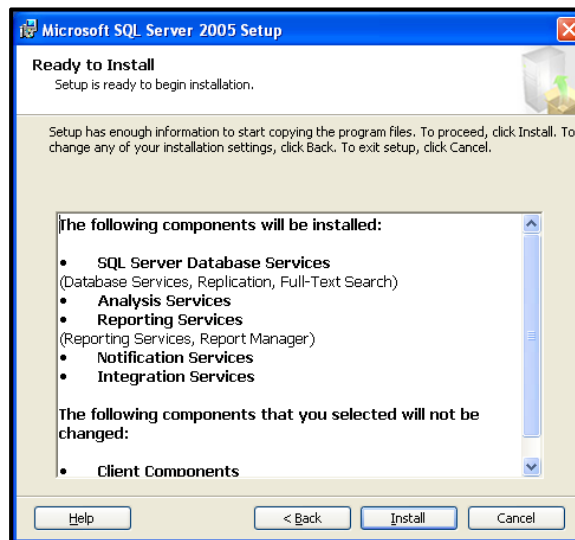 Microsoft SQL Server 2005 Setup
Ready to Install
Setup is ready to begin installation.
Setup has enough information to start copying the program files. To proceed, click Install. To
change any of your installation settings, click Back. To exit setup, click Cancel.
The following components will be installed:
• SQL Server Database Services
(Database Services, Replication, Full-Text Search)
• Analysis Services
• Reporting Services
(Reporting Services, Report Manager)
• Notification Services
• Integration Services
The following components that you selected will not be
changed:
• Client Components
Help < Back Install Cancel